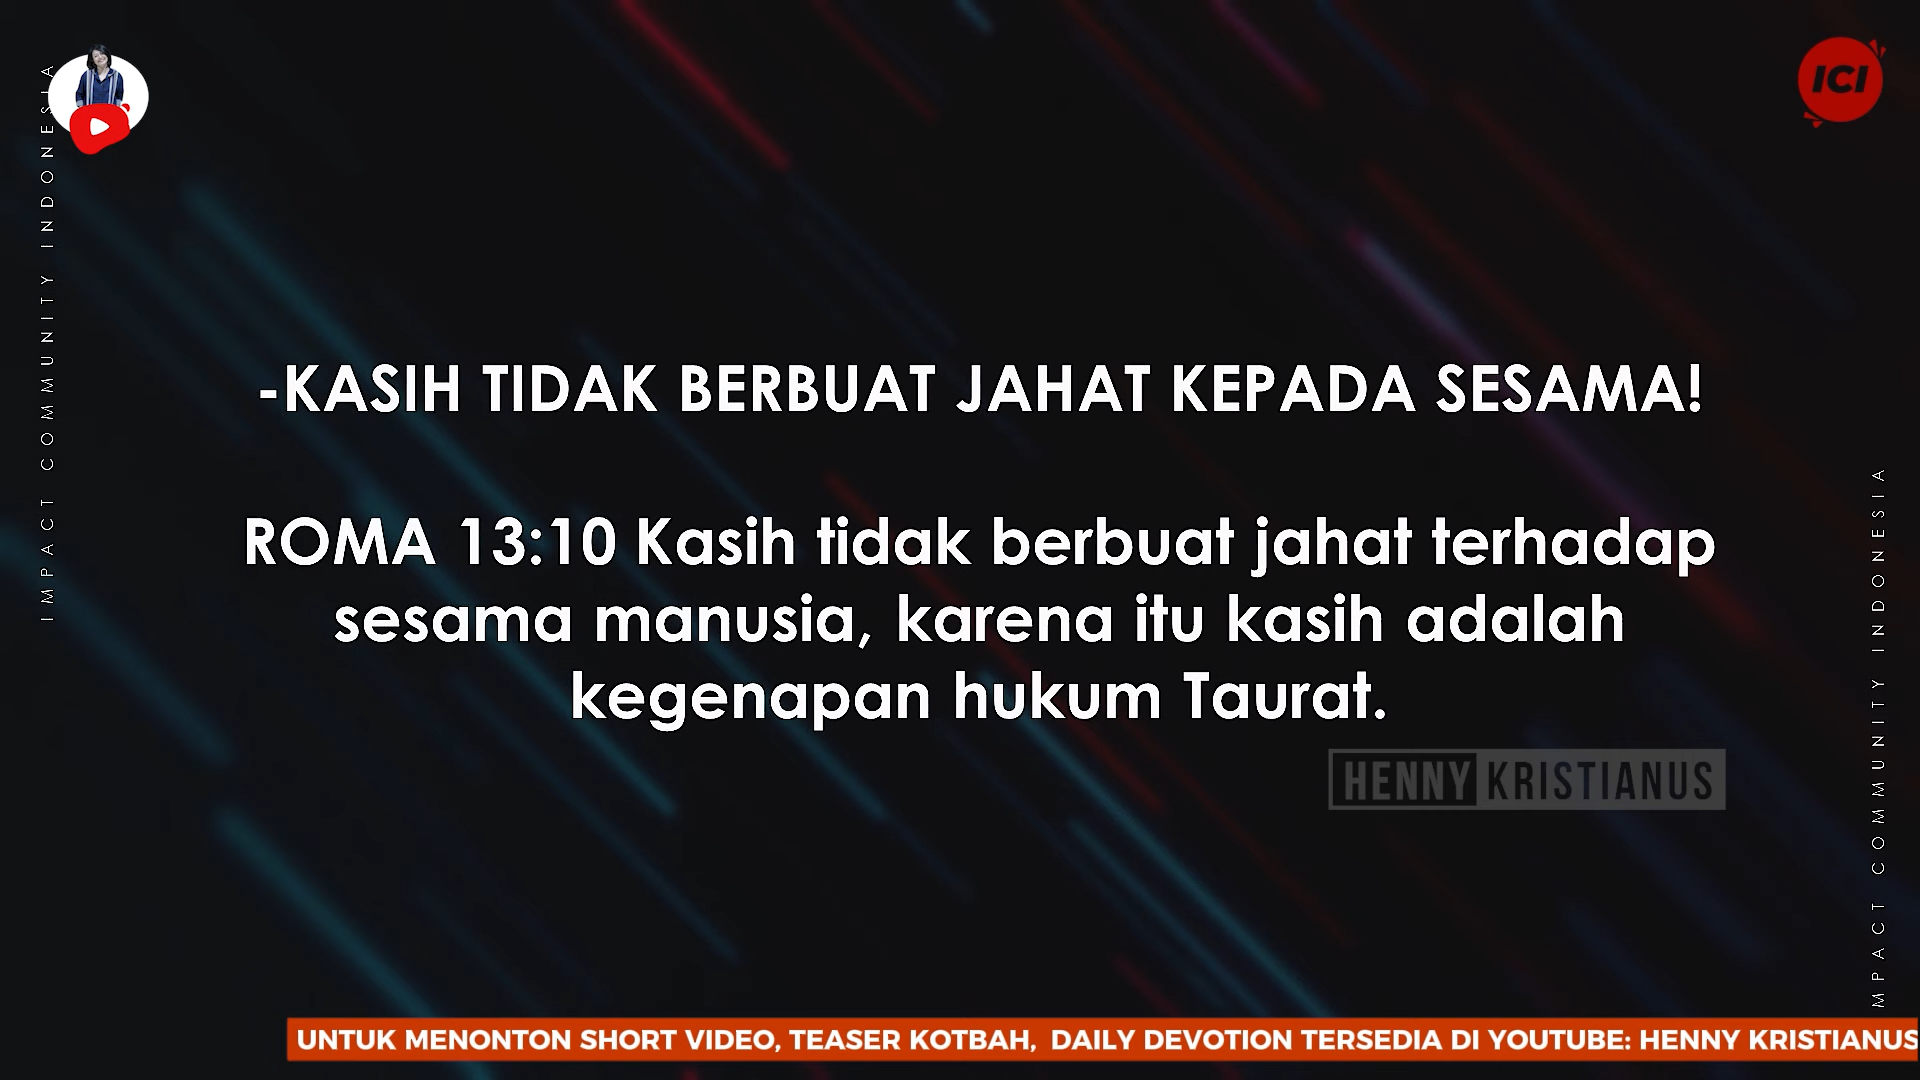 IMPACT COMMUNITY INDONESIA
ICI
-KASIH TIDAK BERBUAT JAHAT KEPADA SESAMA!
ROMA 13:10 Kasih tidak berbuat jahat terhadap
sesama manusia, karena itu kasih adalah
kegenapan hukum Taurat.
HENNY KRISTIANUS
MPACT COMMUNITY INDONESIA
UNTUK MENONTON SHORT VIDEO, TEASER KOTBAH, DAILY DEVOTION TERSEDIA DI YOUTUBE: HENNY KRISTIANUS